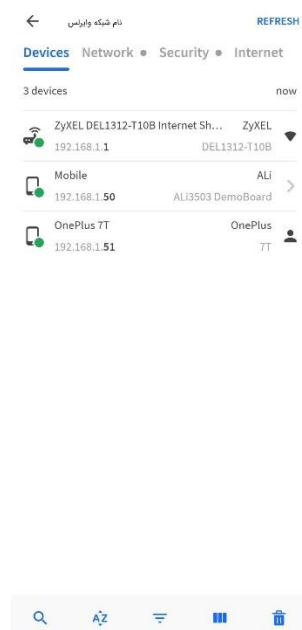 نام شبکه وایرلس REFRESH
Devices Network Security Internet
3 devices now
ZyXEL DEL1312-T10B Internet Sh... ZyXEL
192.168.1.1 DEL1312-T10B
Mobile ALi
192.168.1.50 ALi3503 DemoBoard
OnePlus 7T OnePlus
192.168.1.51 7T
AZ